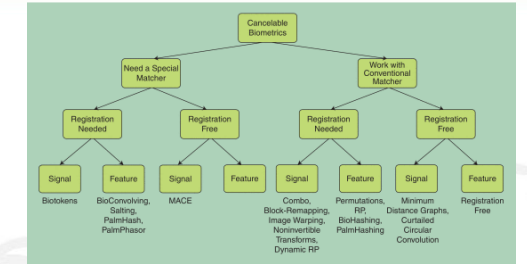 Cancelable
Biometrics
Need a Special
Matcher
Work with
Conventional
Matcher
Registration
Needed
Registration
Free
Registration
Needed
Registration
Free
Signal
Feature
Signal
Feature
Signal
Feature
Signal
Feature
Biotokens
BioConvolving,
Salting,
PalmHash,
PalmPhasor
MACE
Combo,
Block-Remapping,
Image Warping,
Noninvertible
Transforms,
Dynamic RP
Permutations,
RP,
BioHashing,
PalmHashing
Minimum
Distance Graphs,
Curtailed
Circular
Convolution
Registration
Free